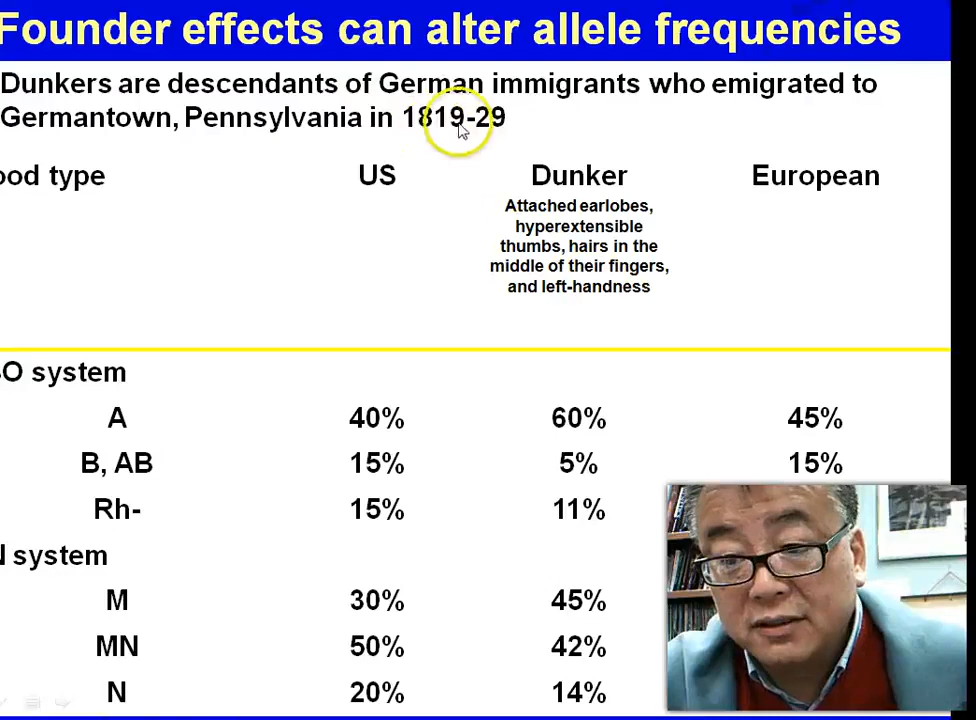 Founder effects can alter allele frequencies
Dunkers are descendants of German immigrants who emigrated to
Germantown, Pennsylvania in 1819-29
ood type US Dunker European
Attached earlobes,
hyperextensible
thumbs, hairs in the
middle of their fingers,
and left-handness
O system
A 40% 60% 45%
B, AB 15% 5% 15%
Rh- 15% 11%
N system
M 30% 45%
MN 50% 42%
N 20% 14%